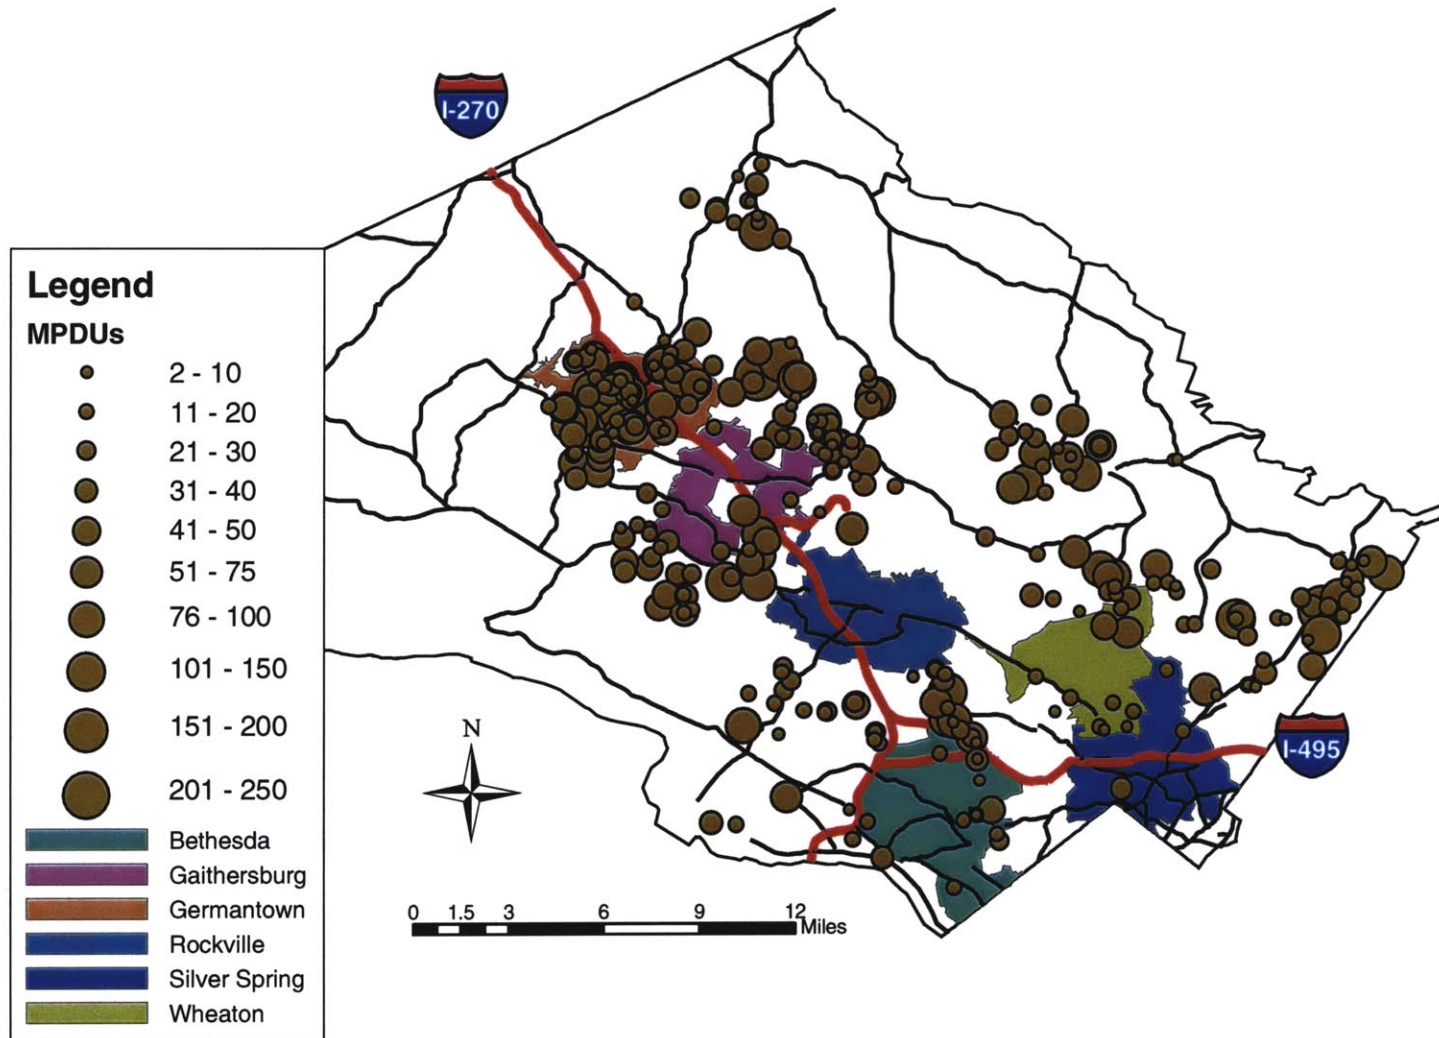 I-270
Legend
MPDUs
2 - 10
11 - 20
21 - 30
31 - 40
41 - 50
51 - 75
76 - 100
101 - 150
151 - 200
201 - 250
Bethesda
Gaithersburg
Germantown
Rockville
Silver Spring
Wheaton
N
I-495
0 1.5 3 6 9 12
Miles